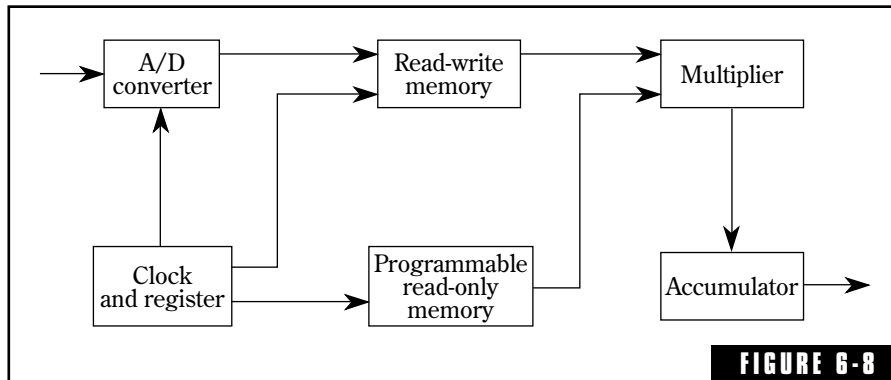 A/D
converter
Read-write
memory
Multiplier
Clock
and register
Programmable
read-only
memory
Accumulator
FIGURE 6-8